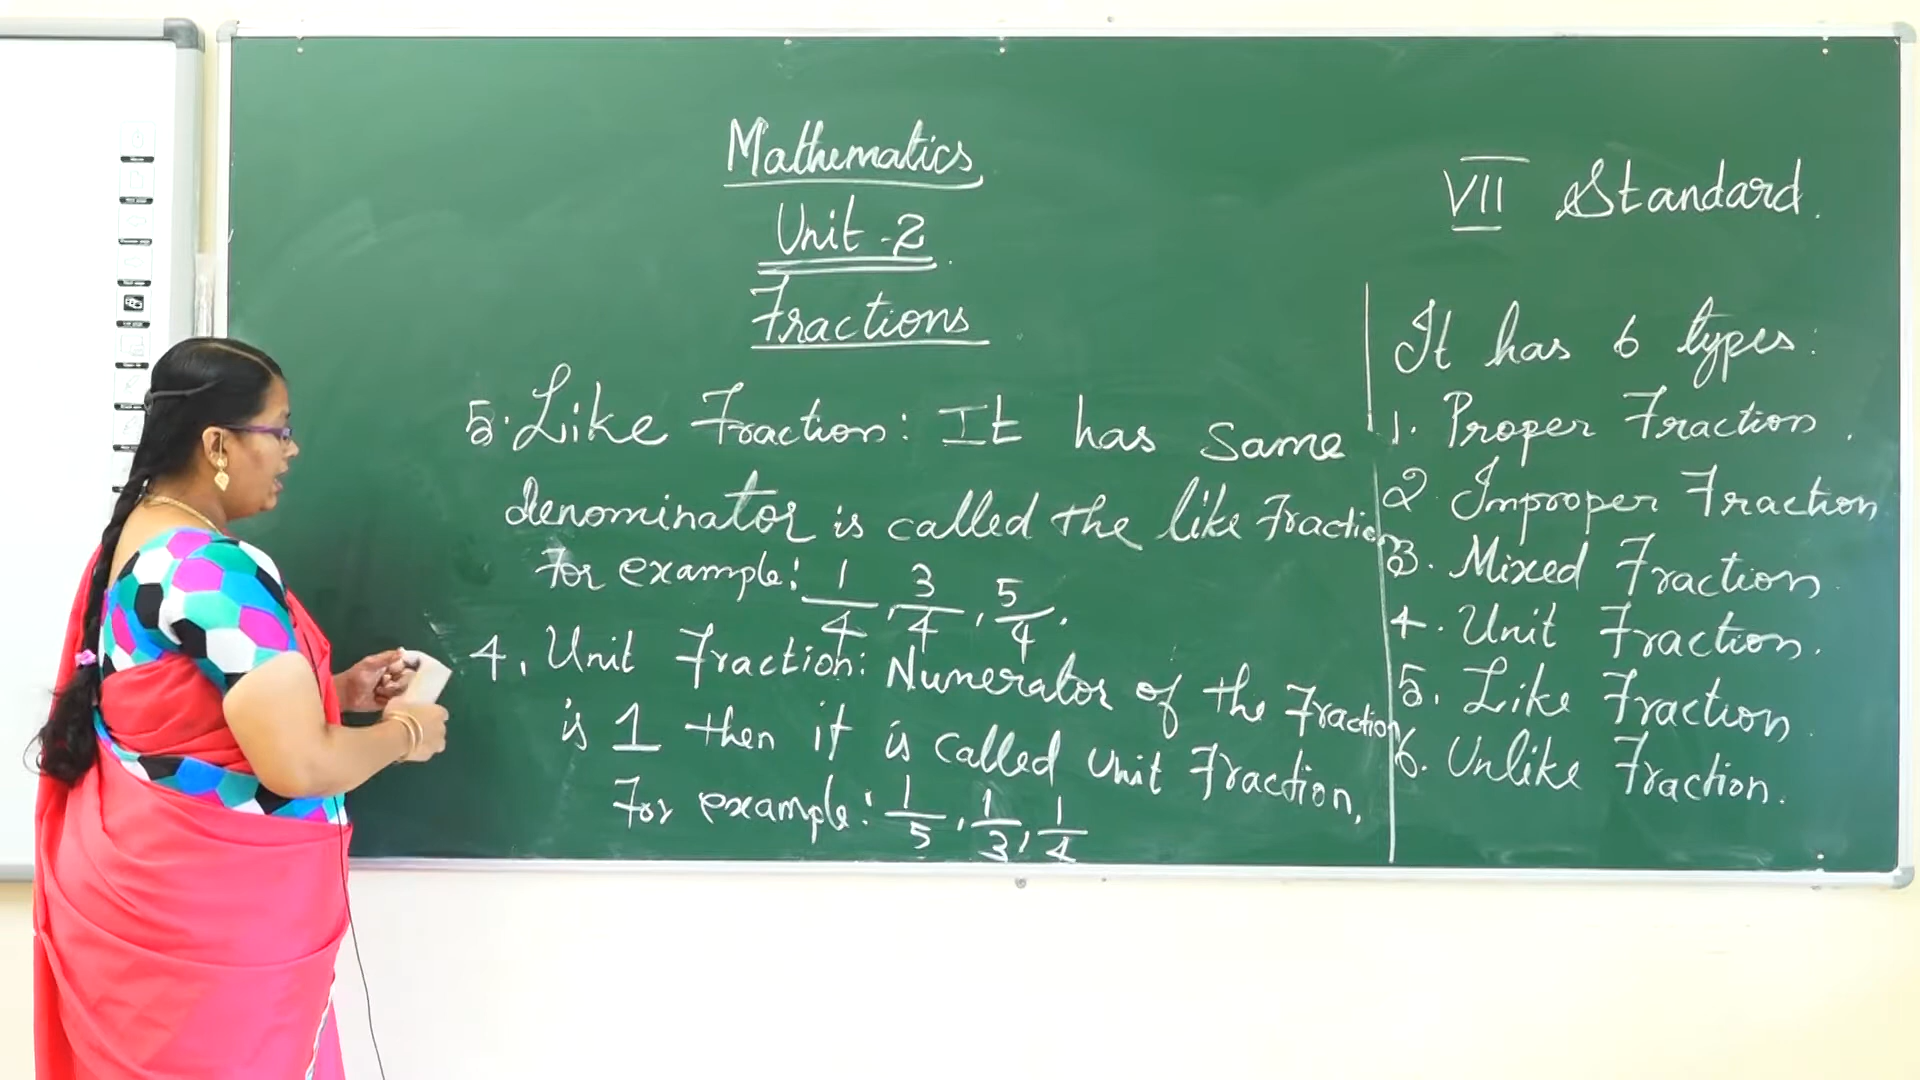 Mathematics
Unit - 2
Fractions
5. Like Fraction: It has same
denominator is called the like Fraction
For example: 1/4, 3/4, 5/4.
4. Unit Fraction: Numerator of the Fraction
is 1 then it is called unit Fraction,
For example: 1/5, 1/3, 1/4
VII Standard.
It has 6 types:
1. Proper Fraction.
2. Improper Fraction
3. Mixed Fraction.
4. Unit Fraction.
5. Like Fraction.
6. Unlike Fraction.